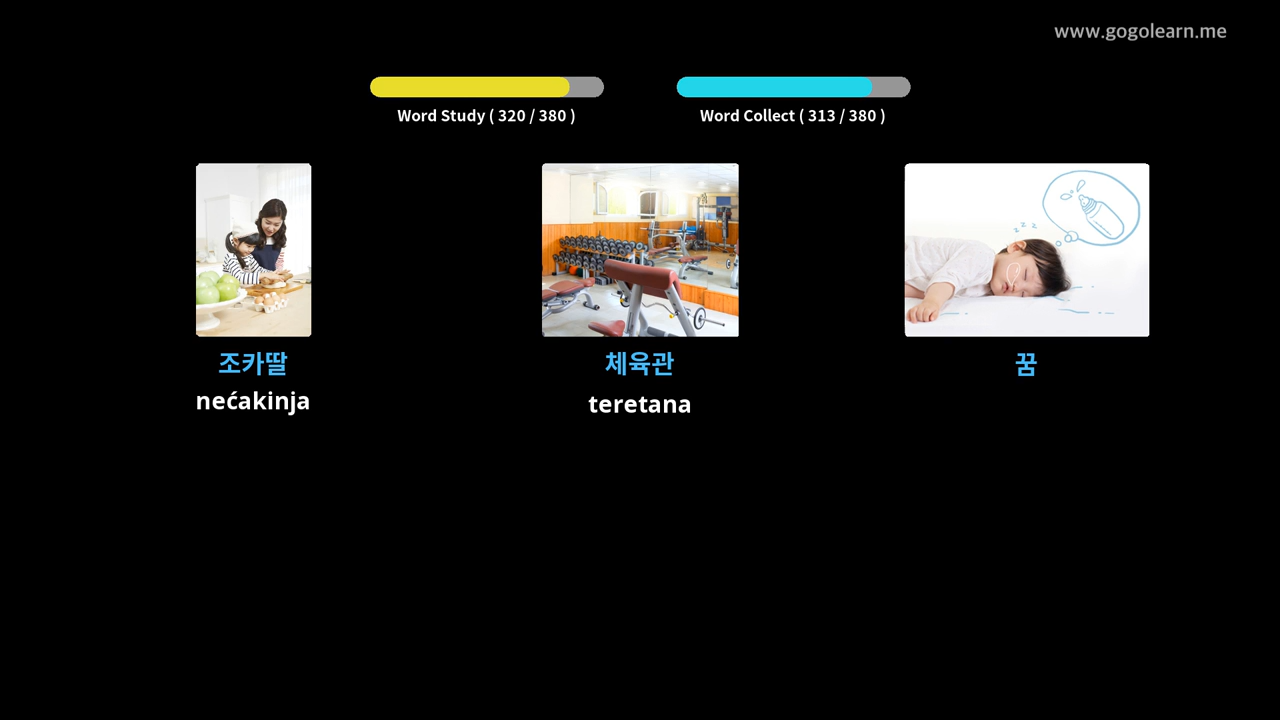 www.gogolearn.me
Word Study ( 320 / 380 )
Word Collect ( 313 / 380 )
조카딸
nećakinja
체육관
teretana
z z z
꿈